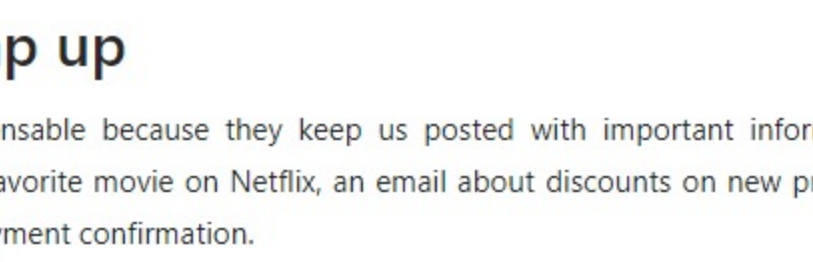 p up
nsable because they keep us posted with important infor
avorite movie on Netflix, an email about discounts on new p
ment confirmation.